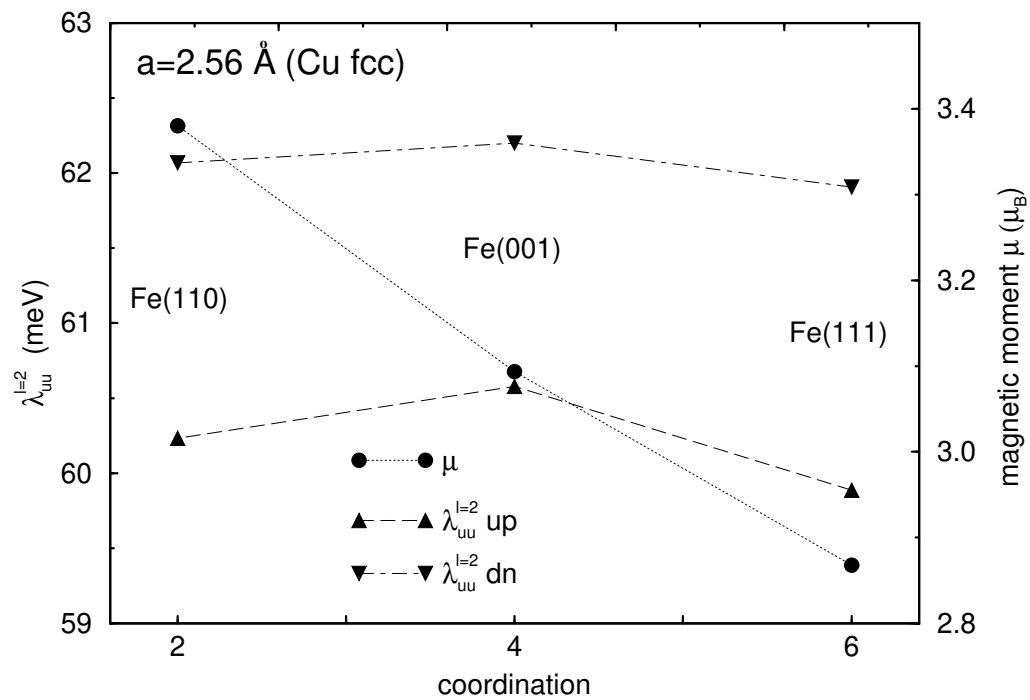 a=2.56 Å (Cu fcc)
63
62
61
60
59
λ_uu^l=2 (meV)
Fe(110)
Fe(001)
Fe(111)
μ
λ_uu^l=2 up
λ_uu^l=2 dn
3.4
3.2
3.0
2.8
magnetic moment μ (μ_B)
2 4 6
coordination